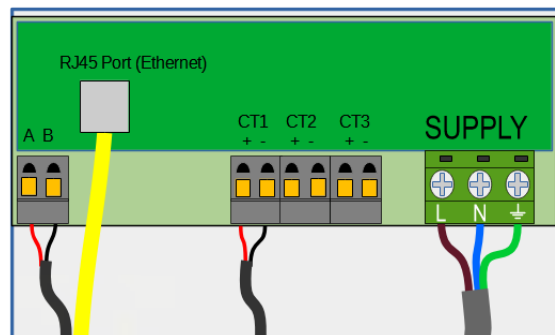 RJ45 Port (Ethernet)
A B
CT1 CT2 CT3
+ - + - + -
SUPPLY
L N